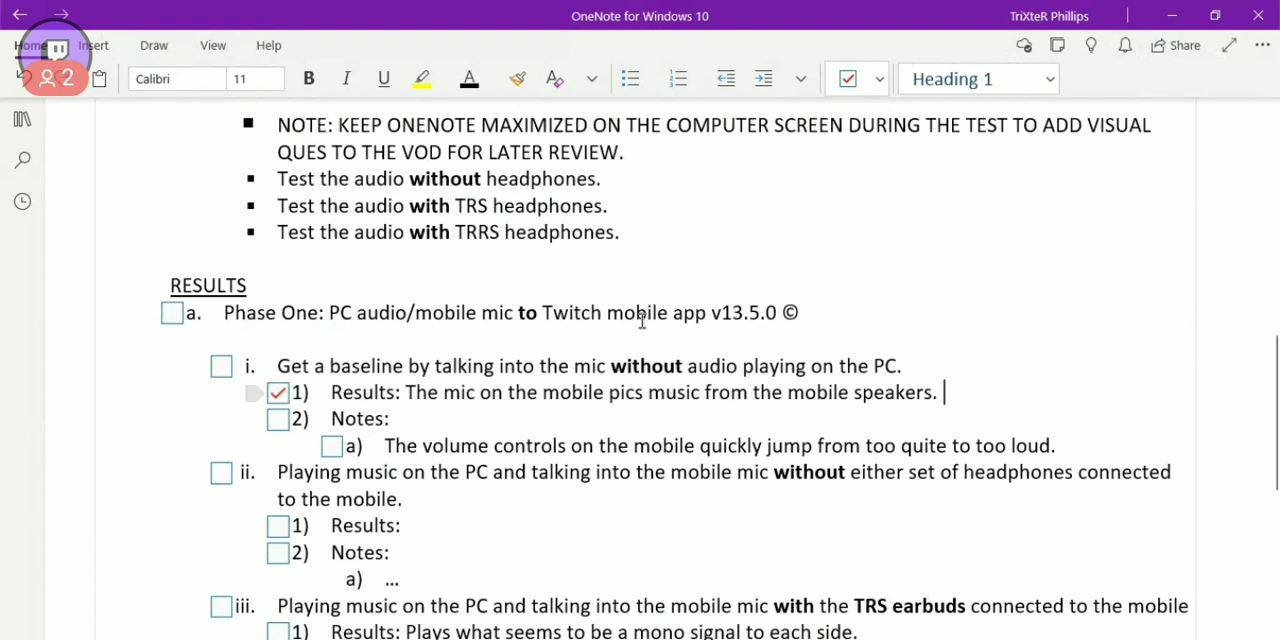 OneNote for Windows 10
TriXteR Phillips
Home Insert Draw View Help
Share
2
Calibri 11 B I U A Heading 1
NOTE: KEEP ONENOTE MAXIMIZED ON THE COMPUTER SCREEN DURING THE TEST TO ADD VISUAL
QUES TO THE VOD FOR LATER REVIEW.
Test the audio without headphones.
Test the audio with TRS headphones.
Test the audio with TRRS headphones.
RESULTS
a. Phase One: PC audio/mobile mic to Twitch mobile app v13.5.0 ©
i. Get a baseline by talking into the mic without audio playing on the PC.
1) Results: The mic on the mobile pics music from the mobile speakers.
2) Notes:
a) The volume controls on the mobile quickly jump from too quite to too loud.
ii. Playing music on the PC and talking into the mobile mic without either set of headphones connected
to the mobile.
1) Results:
2) Notes:
a) ...
iii. Playing music on the PC and talking into the mobile mic with the TRS earbuds connected to the mobile
1) Results: Plays what seems to be a mono signal to each side.